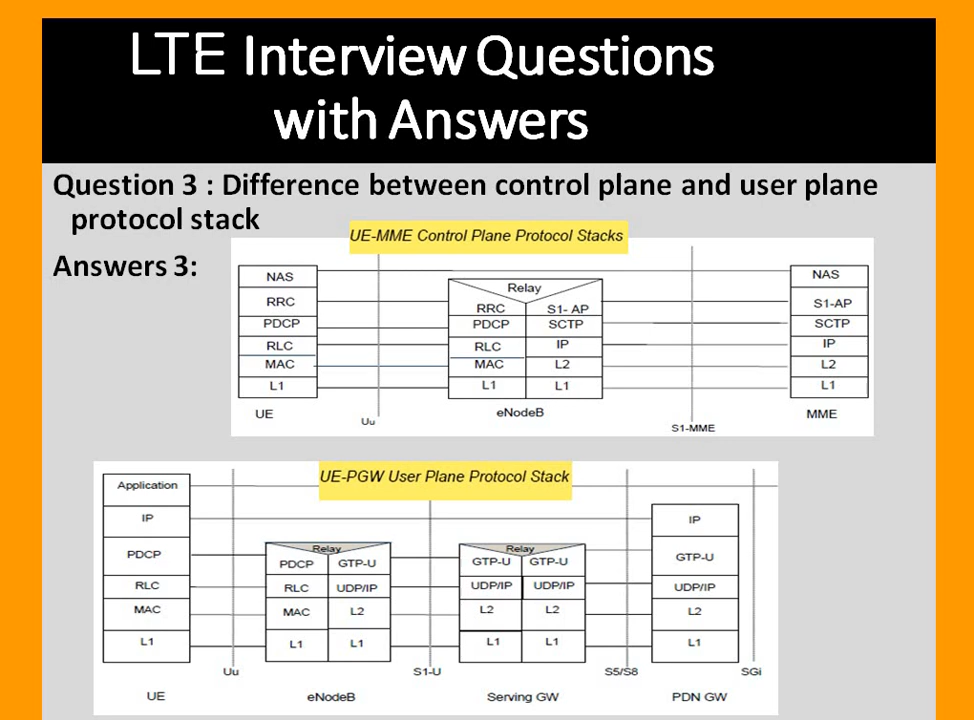 LTE Interview Questions
with Answers
Question 3 : Difference between control plane and user plane
protocol stack
Answers 3:
UE-MME Control Plane Protocol Stacks
NAS NAS
Relay
RRC RRC S1- AP S1-AP
PDCP PDCP SCTP SCTP
RLC RLC IP IP
MAC MAC L2 L2
L1 L1 L1 L1
UE eNodeB MME
Uu S1-MME
UE-PGW User Plane Protocol Stack
Application
IP IP
Relay Relay
PDCP PDCP GTP-U GTP-U GTP-U GTP-U
RLC RLC UDP/IP UDP/IP UDP/IP UDP/IP
MAC MAC L2 L2 L2 L2
L1 L1 L1 L1 L1 L1
Uu S1-U S5/S8 SGi
UE eNodeB Serving GW PDN GW